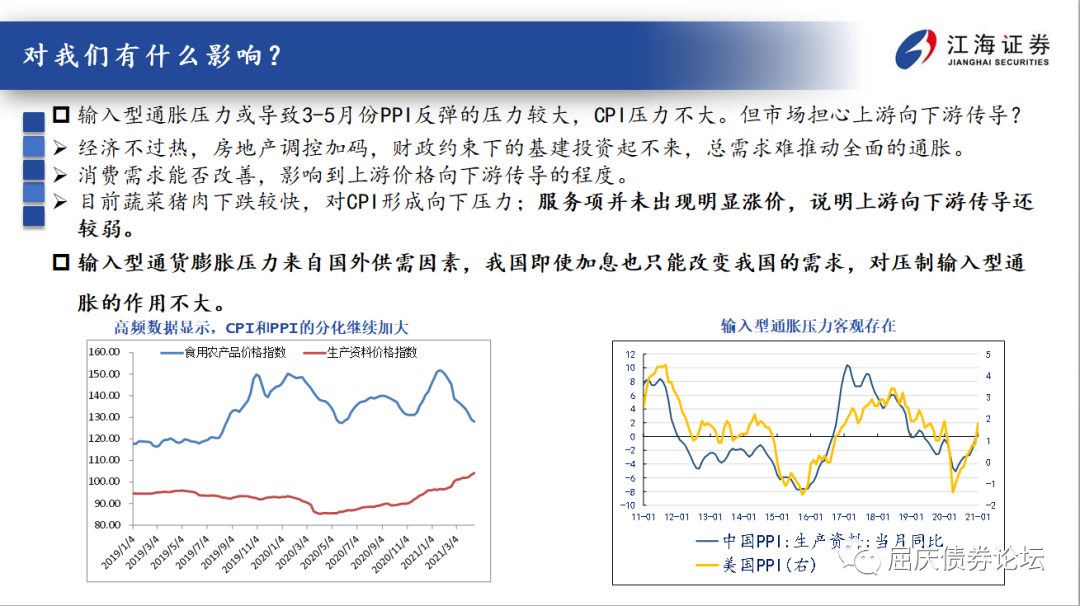 对我们有什么影响？
江海证券
JIANGHAI SECURITIES
输入型通胀压力或导致3-5月份PPI反弹的压力较大，CPI压力不大。但市场担心上游向下游传导？
经济不过热，房地产调控加码，财政约束下的基建投资起不来，总需求难推动全面的通胀。
消费需求能否改善，影响到上游价格向下游传导的程度。
目前蔬菜猪肉下跌较快，对CPI形成向下压力；服务项并未出现明显涨价，说明上游向下游传导还
较弱。
输入型通货膨胀压力来自国外供需因素，我国即使加息也只能改变我国的需求，对压制输入型通
胀的作用不大。
高频数据显示，CPI和PPI的分化继续加大
食用农产品价格指数
生产资料价格指数
160.00
150.00
140.00
130.00
120.00
110.00
100.00
90.00
80.00
2019/1/4
2019/3/4
2019/5/4
2019/7/4
2019/9/4
2019/11/4
2020/1/4
2020/3/4
2020/5/4
2020/7/4
2020/9/4
2020/11/4
2021/1/4
2021/3/4
输入型通胀压力客观存在
12
10
8
6
4
2
0
-2
-4
-6
-8
-10
5
4
3
2
1
0
-1
-2
11-01 12-01 13-01 14-01 15-01 16-01 17-01 18-01 19-01 20-01 21-01
中国PPI:生产资料:当月同比
美国PPI(右)
屈庆债券论坛